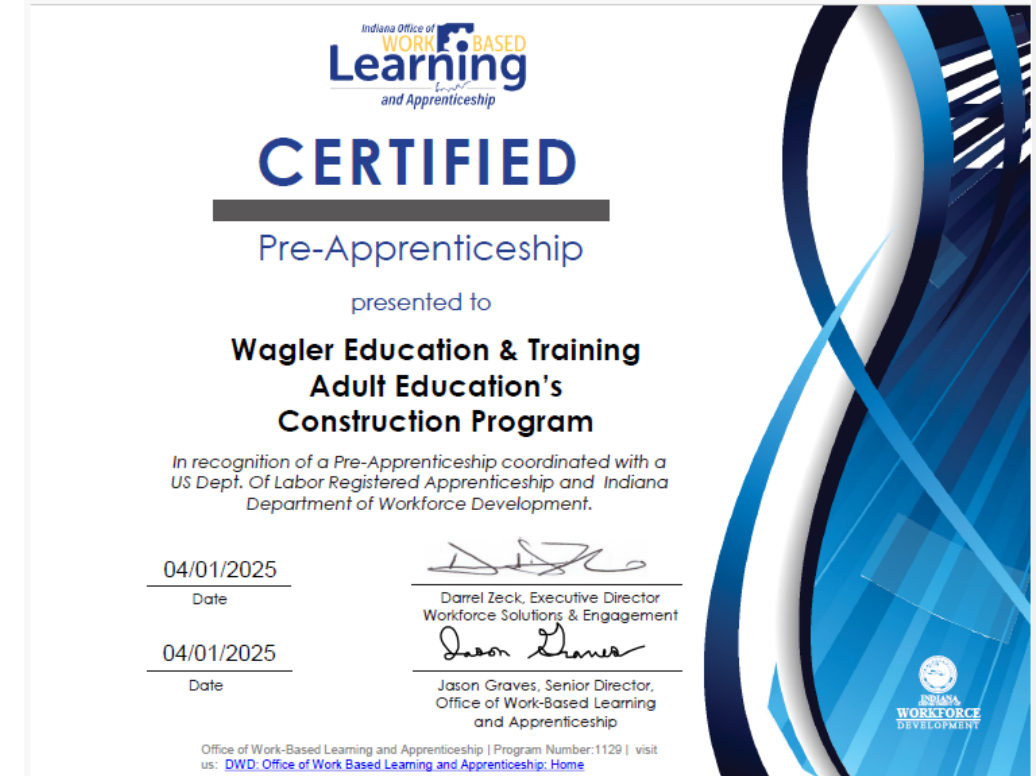 Indiana Office of
WORK BASED
Learning
and Apprenticeship
CERTIFIED
Pre-Apprenticeship
presented to
Wagler Education & Training
Adult Education's
Construction Program
In recognition of a Pre-Apprenticeship coordinated with a
US Dept. Of Labor Registered Apprenticeship and Indiana
Department of Workforce Development.
04/01/2025
Date
Darrel Zeck, Executive Director
Workforce Solutions & Engagement
04/01/2025
Jason Graves
Date
Jason Graves, Senior Director,
Office of Work-Based Learning
and Apprenticeship
INDIANA
DEPARTMENT OF
WORKFORCE
DEVELOPMENT
Office of Work-Based Learning and Apprenticeship | Program Number:1129 | visit
us: DWD: Office of Work Based Learning and Apprenticeship: Home